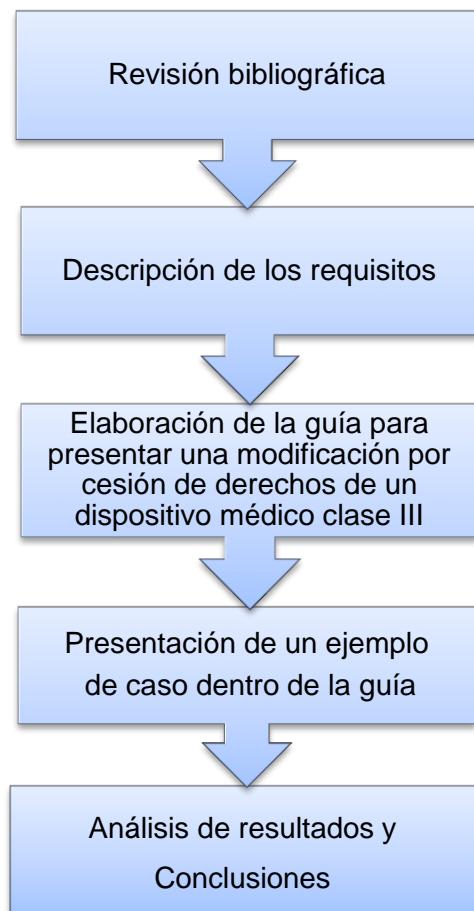 Revisión bibliográfica
Descripción de los requisitos
Elaboración de la guía para
presentar una modificación por
cesión de derechos de un
dispositivo médico clase III
Presentación de un ejemplo
de caso dentro de la guía
Análisis de resultados y
Conclusiones